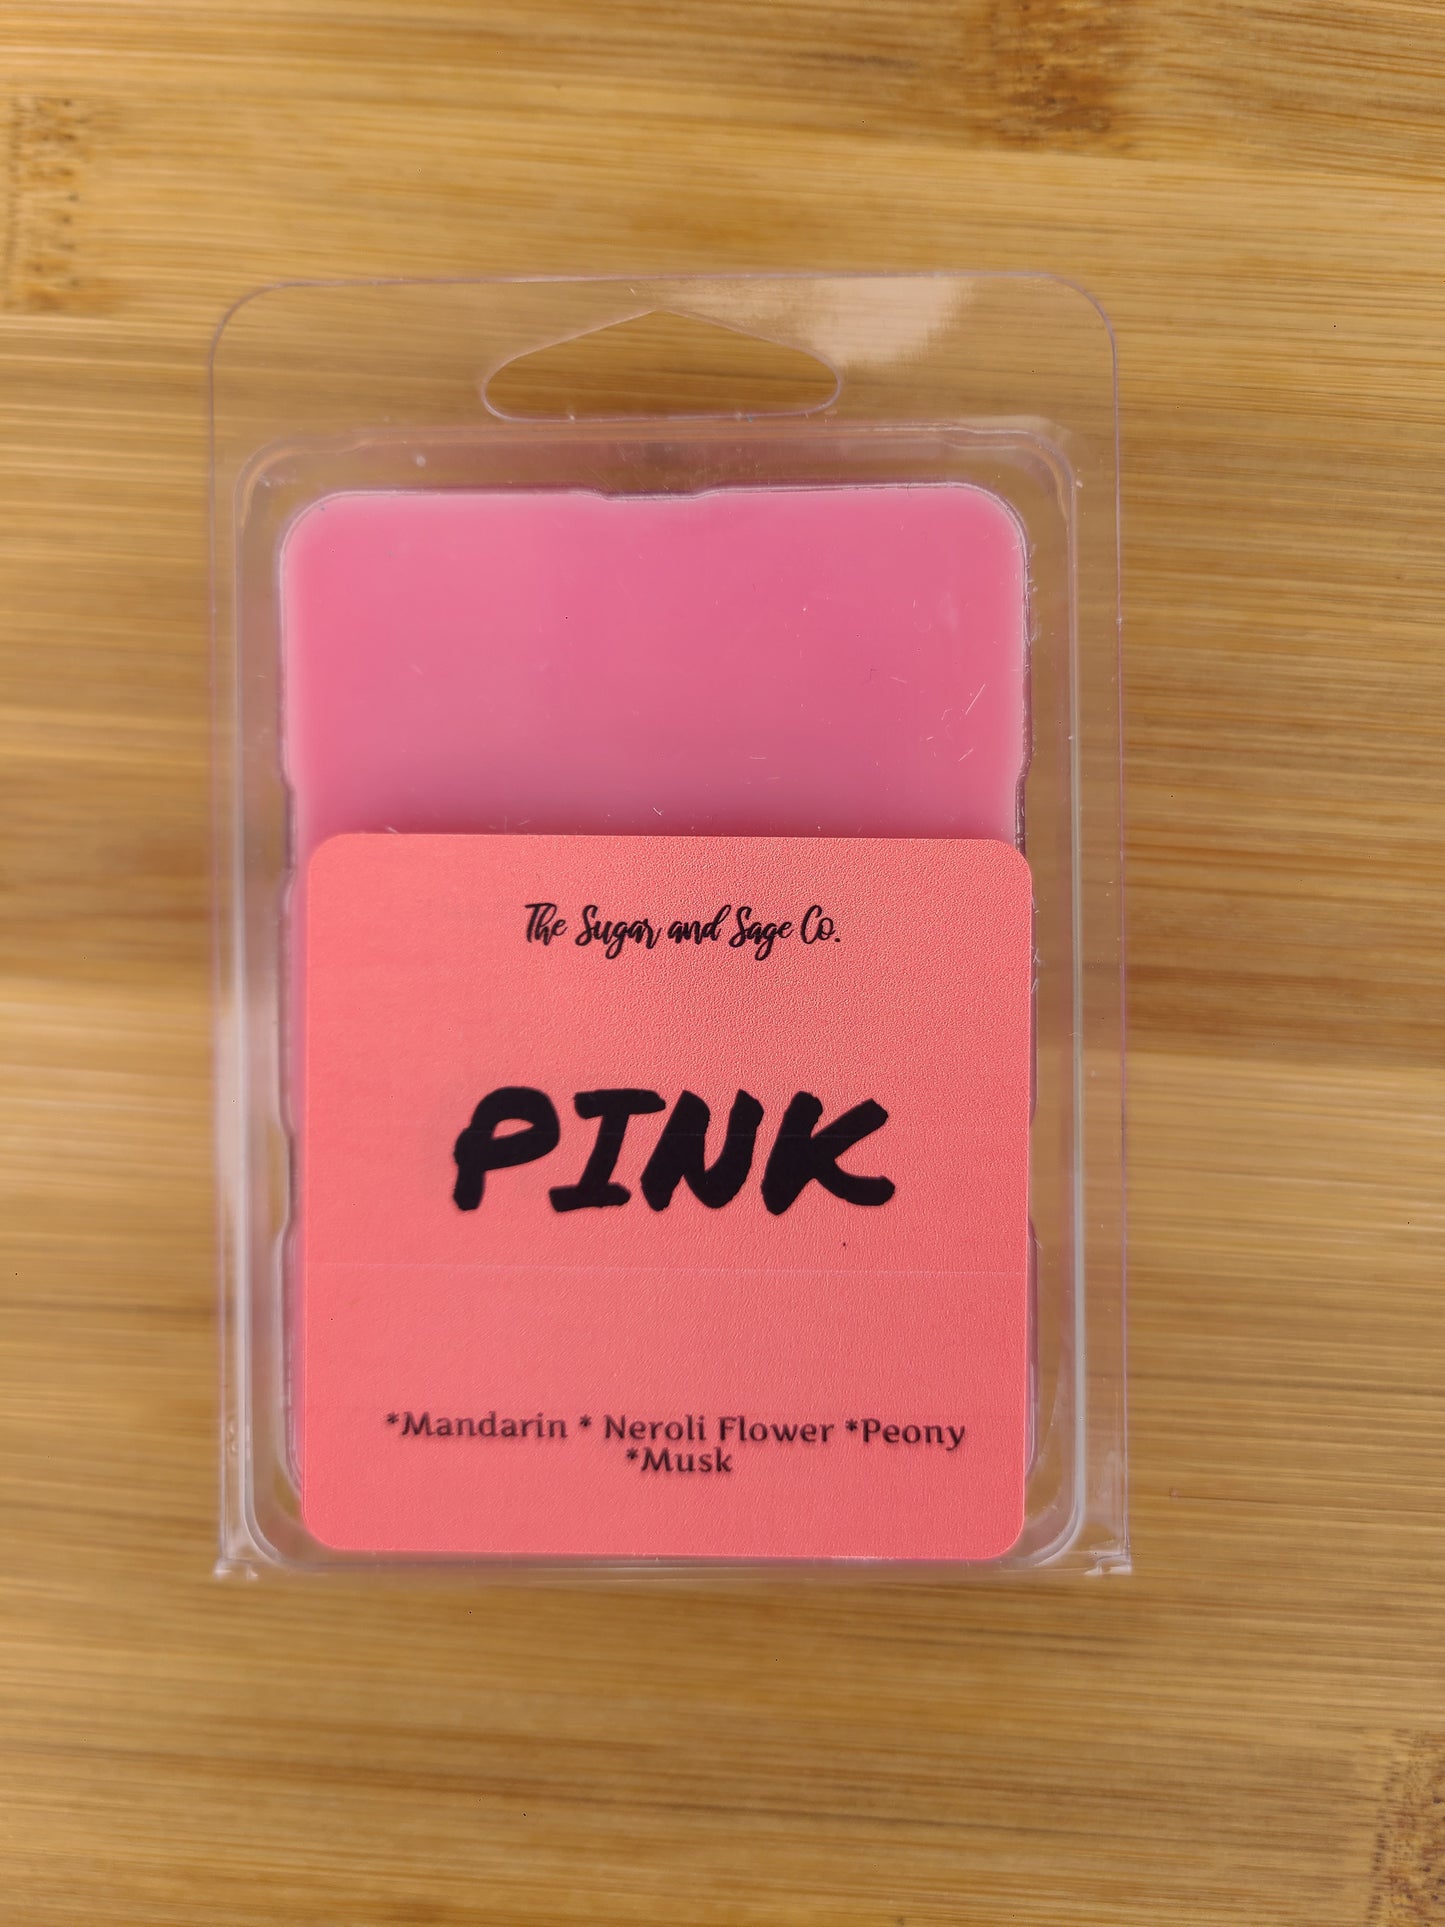 The Sugar and Sage Co.
PINK
*Mandarin * Neroli Flower *Peony
*Musk